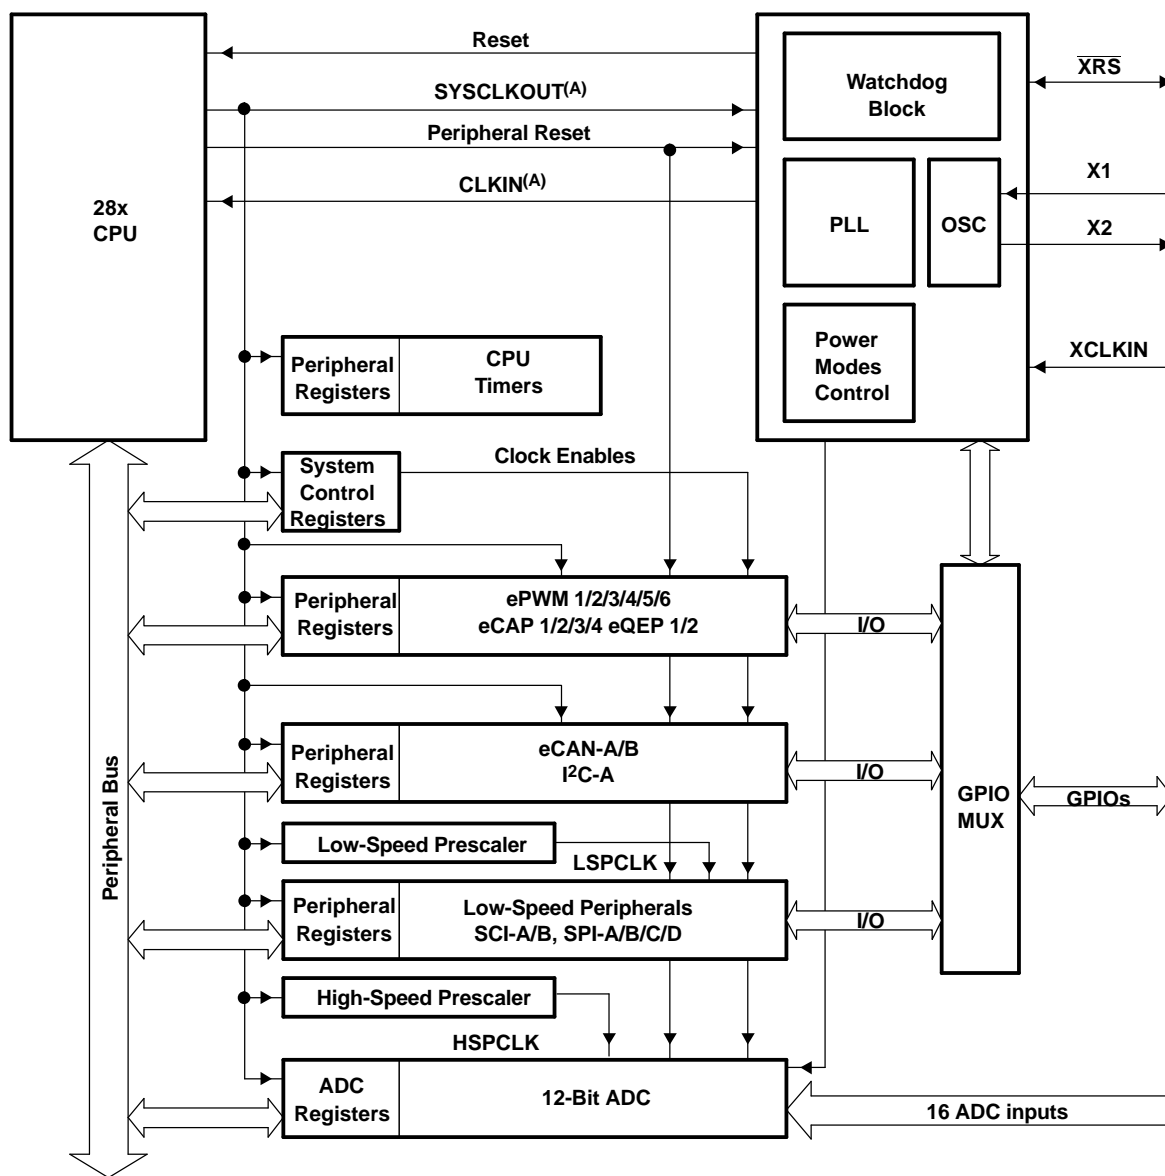 Reset
SYSCLKOUT(A)
Peripheral Reset
CLKIN(A)
28x
CPU
Watchdog
Block
PLL
OSC
Power
Modes
Control
XRS
X1
X2
XCLKIN
Peripheral
Registers
CPU
Timers
System
Control
Registers
Clock Enables
Peripheral
Registers
ePWM 1/2/3/4/5/6
eCAP 1/2/3/4 eQEP 1/2
I/O
Peripheral
Registers
eCAN-A/B
I²C-A
I/O
GPIO
MUX
GPIOs
Peripheral Bus
Low-Speed Prescaler
LSPCLK
Peripheral
Registers
Low-Speed Peripherals
SCI-A/B, SPI-A/B/C/D
I/O
High-Speed Prescaler
HSPCLK
ADC
Registers
12-Bit ADC
16 ADC inputs